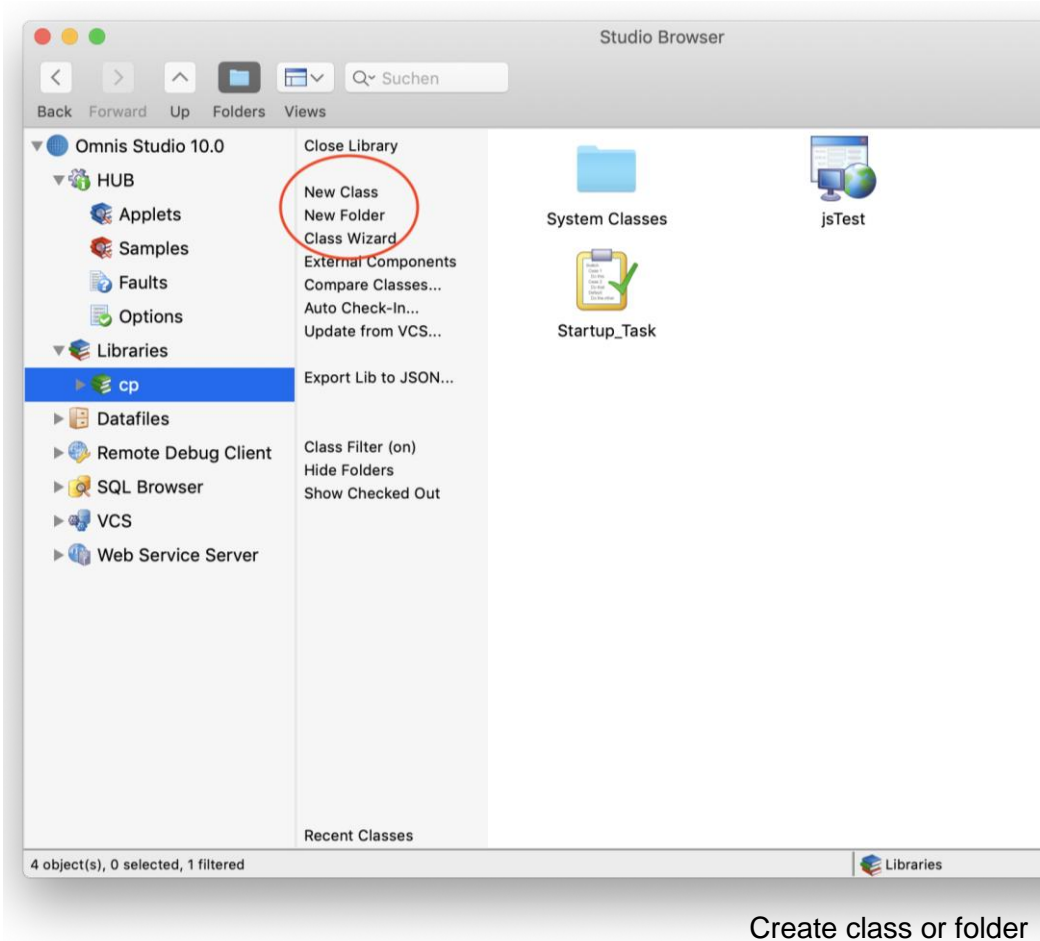 Studio Browser
Suchen
Back Forward Up Folders Views
Omnis Studio 10.0
HUB
Applets
Samples
Faults
Options
Libraries
cp
Datafiles
Remote Debug Client
SQL Browser
VCS
Web Service Server
Close Library
New Class
New Folder
Class Wizard
External Components
Compare Classes...
Auto Check-In...
Update from VCS...
Export Lib to JSON...
Class Filter (on)
Hide Folders
Show Checked Out
Recent Classes
System Classes
jsTest
Startup_Task
4 object(s), 0 selected, 1 filtered
Libraries
Create class or folder